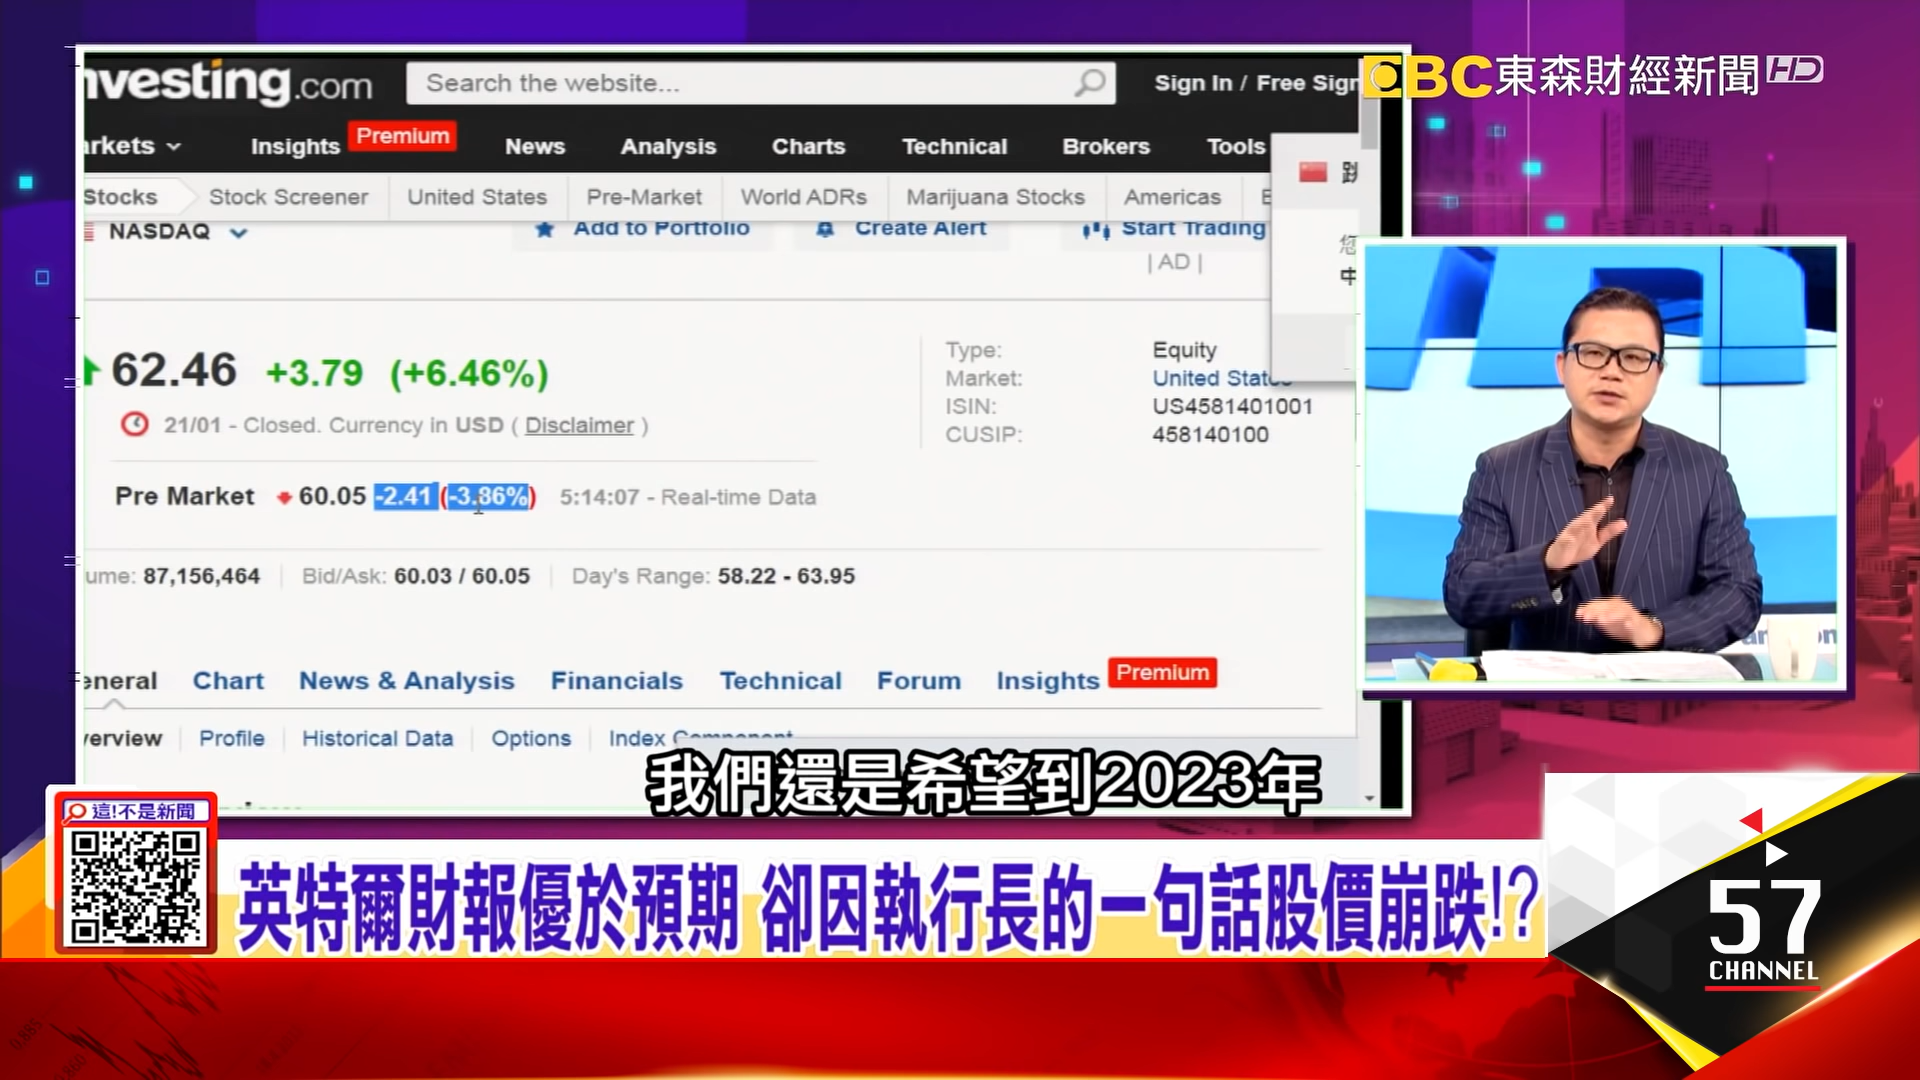 nvesting.com
Search the website...
Sign In / Free Sign
EBC東森財經新聞HD
rkets
Insights Premium
News
Analysis
Charts
Technical
Brokers
Tools
Stocks
Stock Screener
United States
Pre-Market
World ADRs
Marijuana Stocks
Americas
NASDAQ
Add to Portfolio
Create Alert
Start Trading
| AD |
您
中
62.46 +3.79 (+6.46%)
21/01 - Closed. Currency in USD ( Disclaimer )
Type: Equity
Market: United States
ISIN: US4581401001
CUSIP: 458140100
Pre Market 60.05 -2.41 (-3.86%) 5:14:07 - Real-time Data
ume: 87,156,464
Bid/Ask: 60.03 / 60.05
Day's Range: 58.22 - 63.95
eneral
Chart
News & Analysis
Financials
Technical
Forum
Insights Premium
verview
Profile
Historical Data
Options
Index Component
我們還是希望到2023年
這!不是新聞
英特爾財報優於預期 卻因執行長的一句話股價崩跌!?
57
CHANNEL